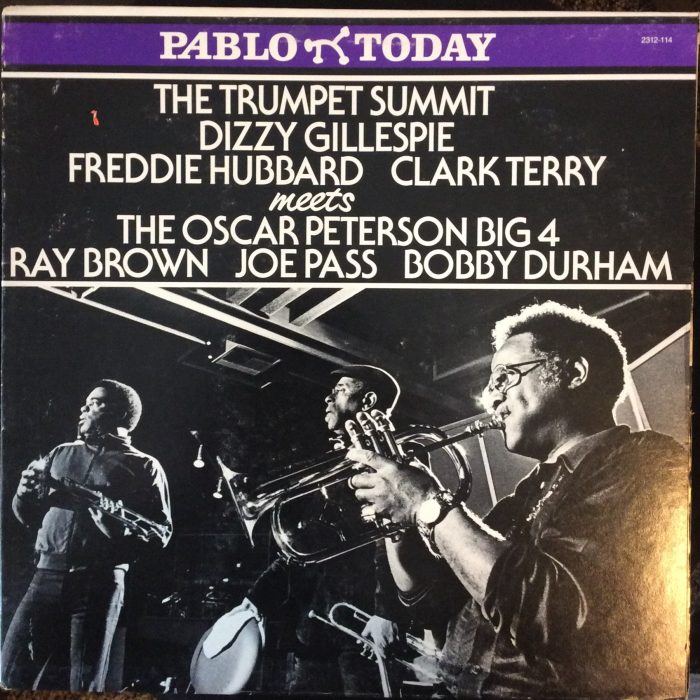 PABLO TODAY
2312-114
THE TRUMPET SUMMIT
DIZZY GILLESPIE
FREDDIE HUBBARD CLARK TERRY
meets
THE OSCAR PETERSON BIG 4
RAY BROWN JOE PASS BOBBY DURHAM